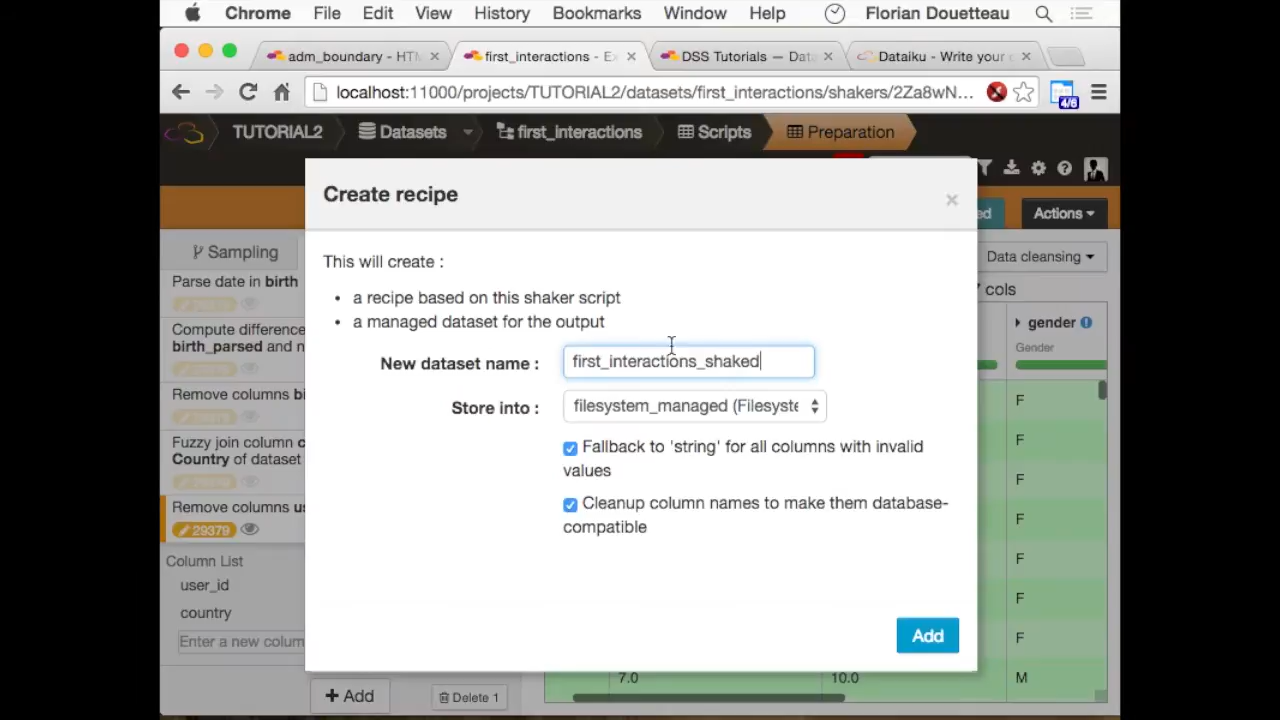 Chrome File Edit View History Bookmarks Window Help Florian Douetteau
adm_boundary - HTM first_interactions - Ex DSS Tutorials — Data Dataiku - Write your
localhost:11000/projects/TUTORIAL2/datasets/first_interactions/shakers/2Za8wN... 4/6
TUTORIAL2 Datasets first_interactions Scripts Preparation
Create recipe
ed Actions
Sampling
Data cleansing
This will create :
Parse date in birth
cols
a recipe based on this shaker script
a managed dataset for the output
gender
Gender
Compute difference
birth_parsed and n
New dataset name : first_interactions_shaked
Remove columns bi
Store into : filesystem_managed (Filesyste
F
Fallback to 'string' for all columns with invalid
values
F
Fuzzy join column c
Country of dataset
F
Cleanup column names to make them database-
compatible
Remove columns us
29379
F
Column List
F
user_id
F
country
Enter a new colum
F
Add
7.0 10.0 M
Add Delete 1